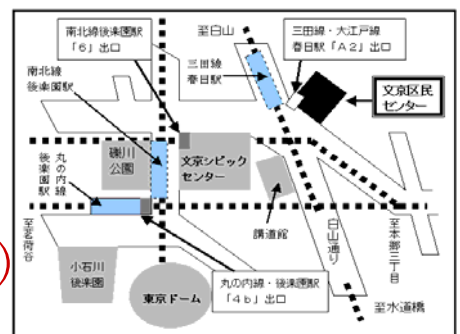 南北線後楽園駅
「6」出口
至白山
三田線・大江戸線
春日駅「A2」出口
南北線
後楽園駅
三田線
春日駅
文京区民
センター
礫川
公園
文京シビック
センター
丸の内線
後楽園駅
講道館
至茗荷谷
白山通り
至本郷三丁目
小石川
後楽園
東京ドーム
丸の内線・後楽園駅
「4b」出口
至水道橋